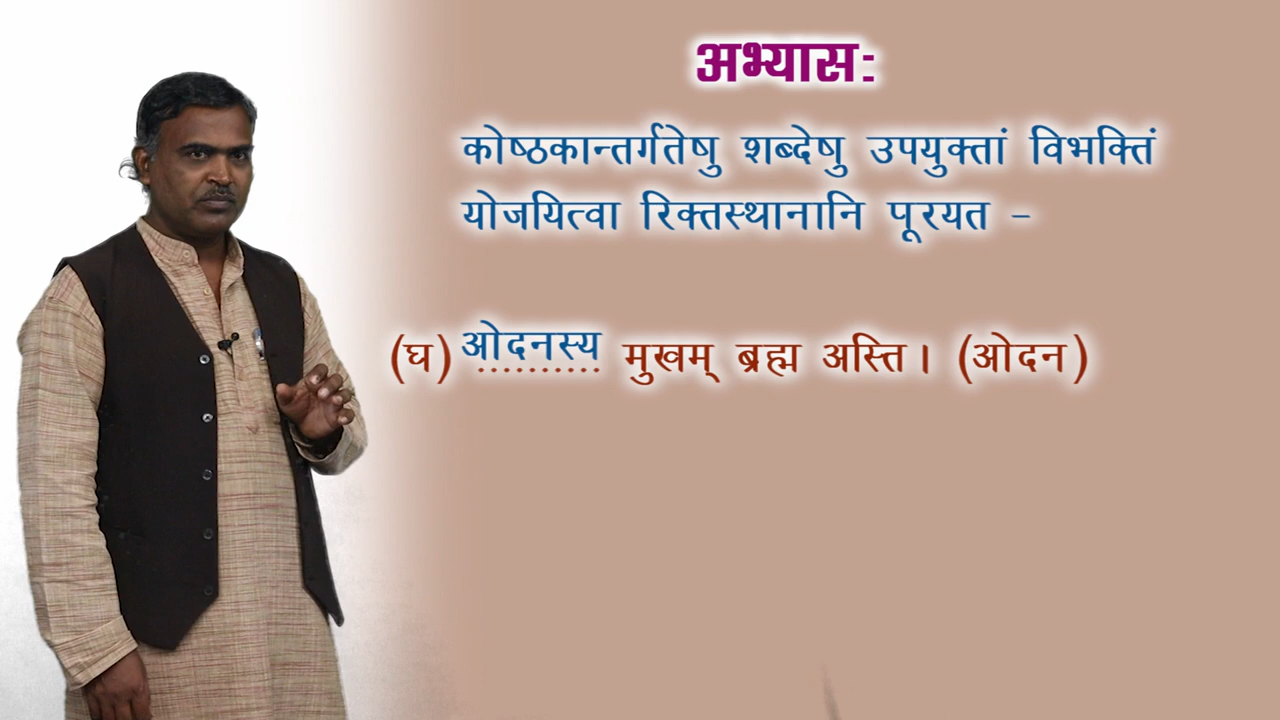 अभ्यासः
कोष्ठकान्तर्गतेषु शब्देषु उपयुक्तां विभक्तिं
योजयित्वा रिक्तस्थानानि पूरयत –
(घ) ओदनस्य मुखम् ब्रह्म अस्ति। (ओदन)